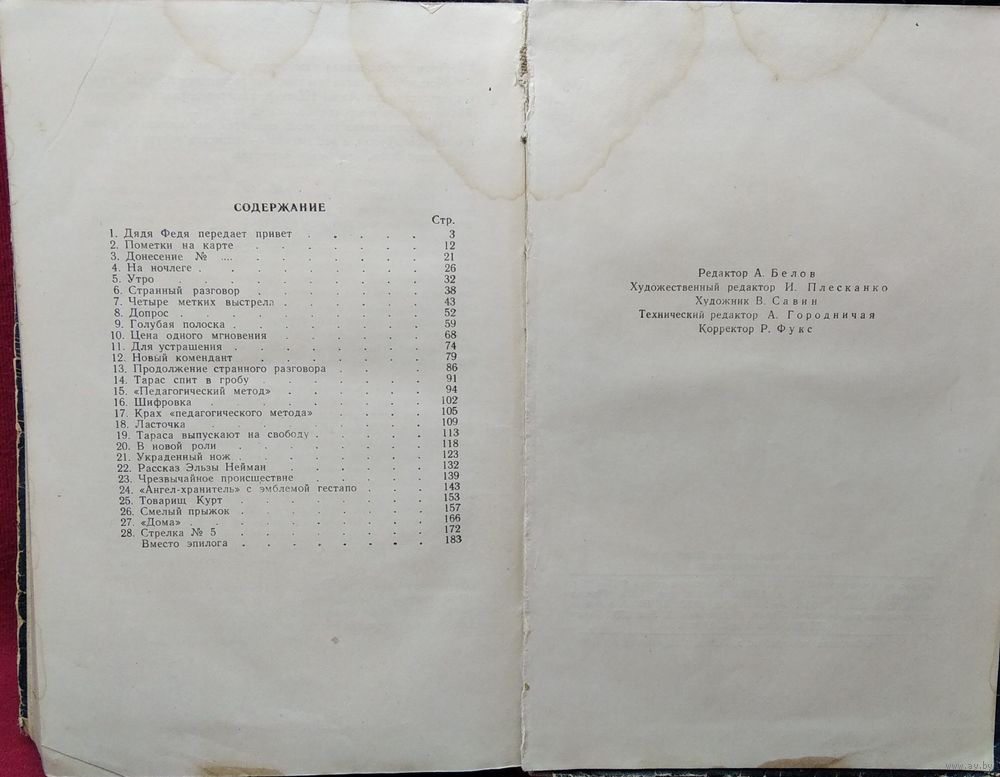 СОДЕРЖАНИЕ
Стр.
1. Дядя Федя передает привет . . . . . 3
2. Пометки на карте . . . . . . 12
3. Донесение № .... . . . . . . 21
4. На ночлеге . . . . . . . . 26
5. Утро . . . . . . . . . 32
6. Странный разговор . . . . . . 38
7. Четыре метких выстрела . . . . . . 43
8. Допрос . . . . . . . . . 52
9. Голубая полоска . . . . . . . 59
10. Цена одного мгновения . . . . . . 68
11. Для устрашения . . . . . . . 74
12. Новый комендант . . . . . . . 79
13. Продолжение странного разговора . . . 86
14. Тарас спит в гробу . . . . . . . 91
15. «Педагогический метод» . . . . . . 94
16. Шифровка . . . . . . . . 102
17. Крах «педагогического метода» . . . . 105
18. Ласточка . . . . . . . . 109
19. Тараса выпускают на свободу . . . . . 113
20. В новой роли . . . . . . . . 118
21. Украденный нож . . . . . . . . 123
22. Рассказ Эльзы Нейман . . . . . . 132
23. Чрезвычайное происшествие . . . . . 139
24. «Ангел-хранитель» с эмблемой гестапо . . . 143
25. Товарищ Курт . . . . . . . . 153
26. Смелый прыжок . . . . . . . . 157
27. «Дома» . . . . . . . . . . 166
28. Стрелка № 5 . . . . . . . . 172
Вместо эпилога . . . . . . . . 183
Редактор А. Белов
Художественный редактор И. Плесканко
Художник В. Савин
Технический редактор А. Городничая
Корректор Р. Фукс
www.ay.by